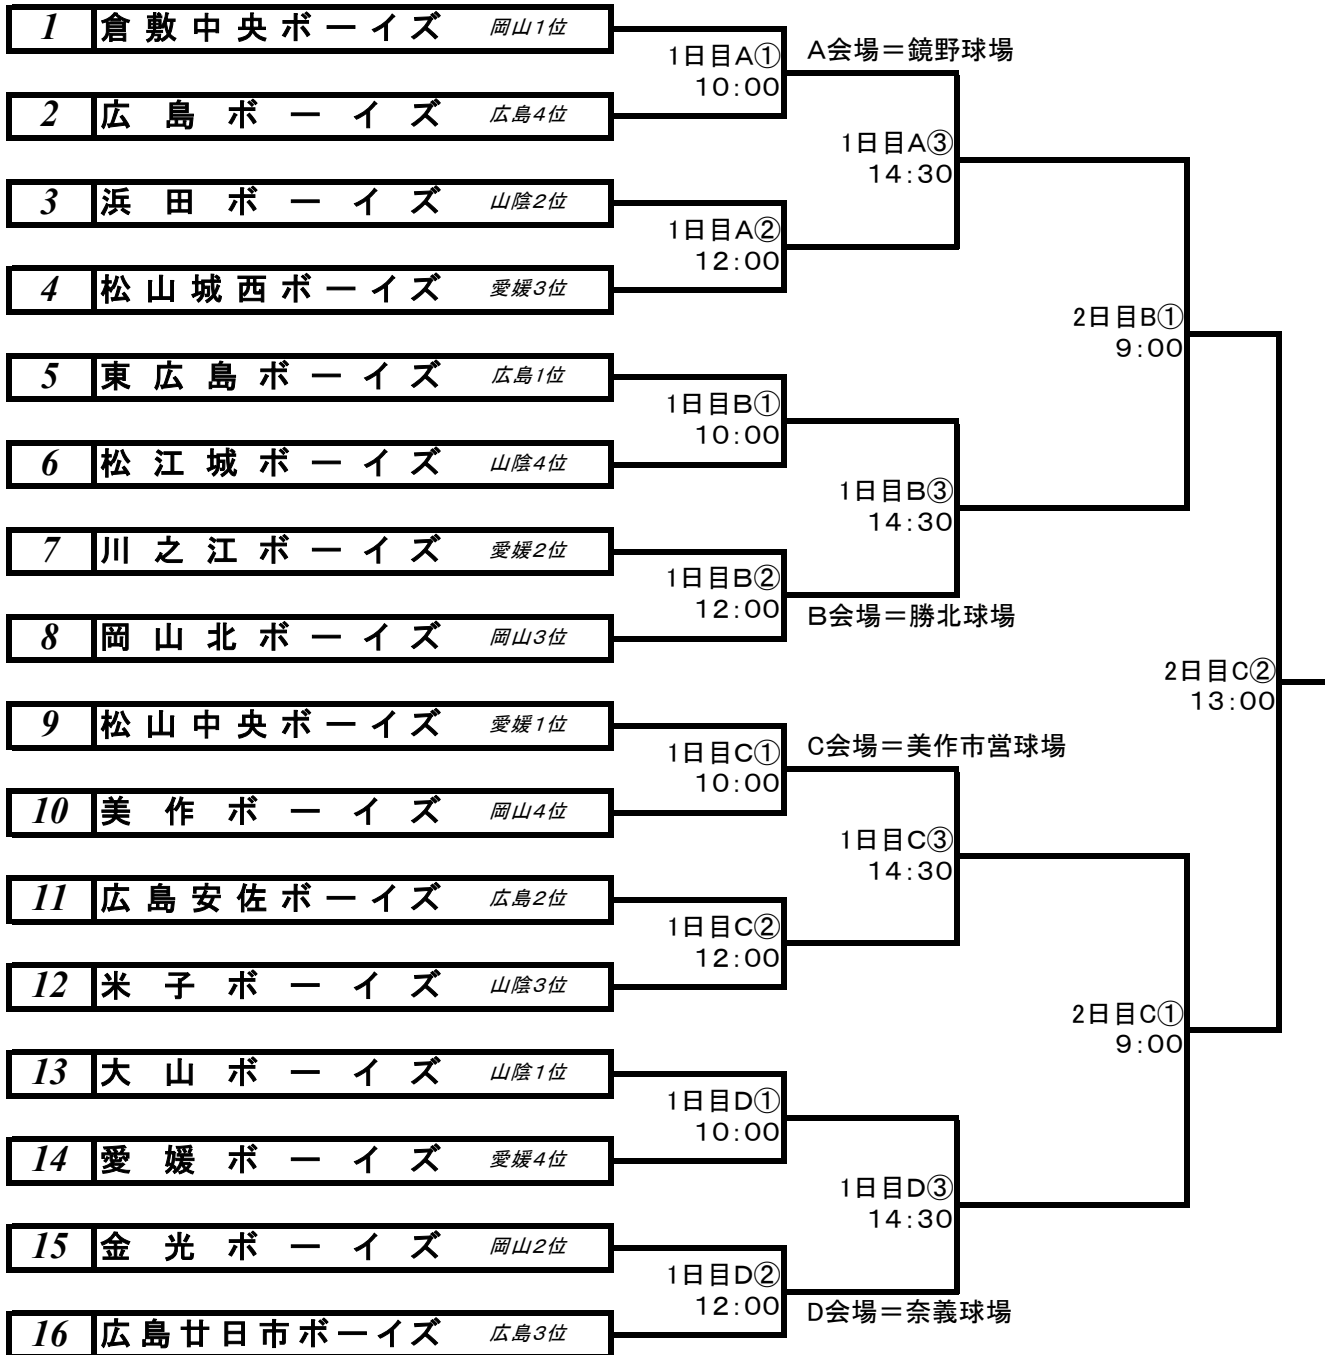 1 倉敷中央ボーイズ 岡山1位
1日目A① A会場＝鏡野球場
10:00
2 広島ボーイズ 広島4位
1日目A③
14:30
3 浜田ボーイズ 山陰2位
1日目A②
12:00
4 松山城西ボーイズ 愛媛3位
2日目B①
9:00
5 東広島ボーイズ 広島1位
1日目B①
10:00
6 松江城ボーイズ 山陰4位
1日目B③
14:30
7 川之江ボーイズ 愛媛2位
1日目B②
12:00
B会場＝勝北球場
8 岡山北ボーイズ 岡山3位
2日目C②
13:00
9 松山中央ボーイズ 愛媛1位
1日目C① C会場＝美作市営球場
10:00
10 美作ボーイズ 岡山4位
1日目C③
14:30
11 広島安佐ボーイズ 広島2位
1日目C②
12:00
12 米子ボーイズ 山陰3位
2日目C①
9:00
13 大山ボーイズ 山陰1位
1日目D①
10:00
14 愛媛ボーイズ 愛媛4位
1日目D③
14:30
15 金光ボーイズ 岡山2位
1日目D②
12:00 D会場＝奈義球場
16 広島廿日市ボーイズ 広島3位